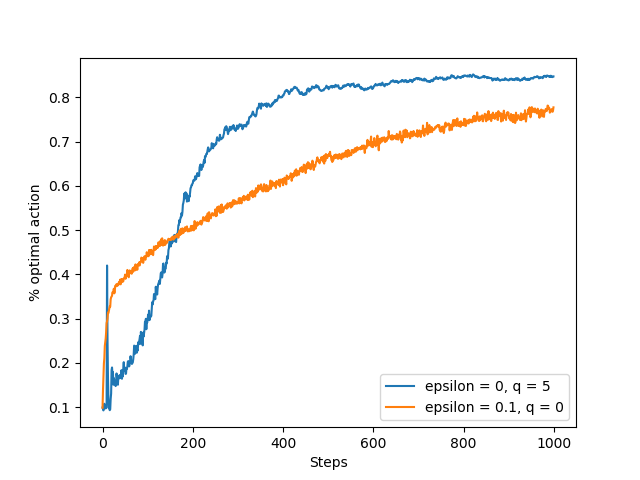 0.8
0.7
0.6
0.5
0.4
0.3
0.2
0.1
% optimal action
epsilon = 0, q = 5
epsilon = 0.1, q = 0
0 200 400 600 800 1000
Steps